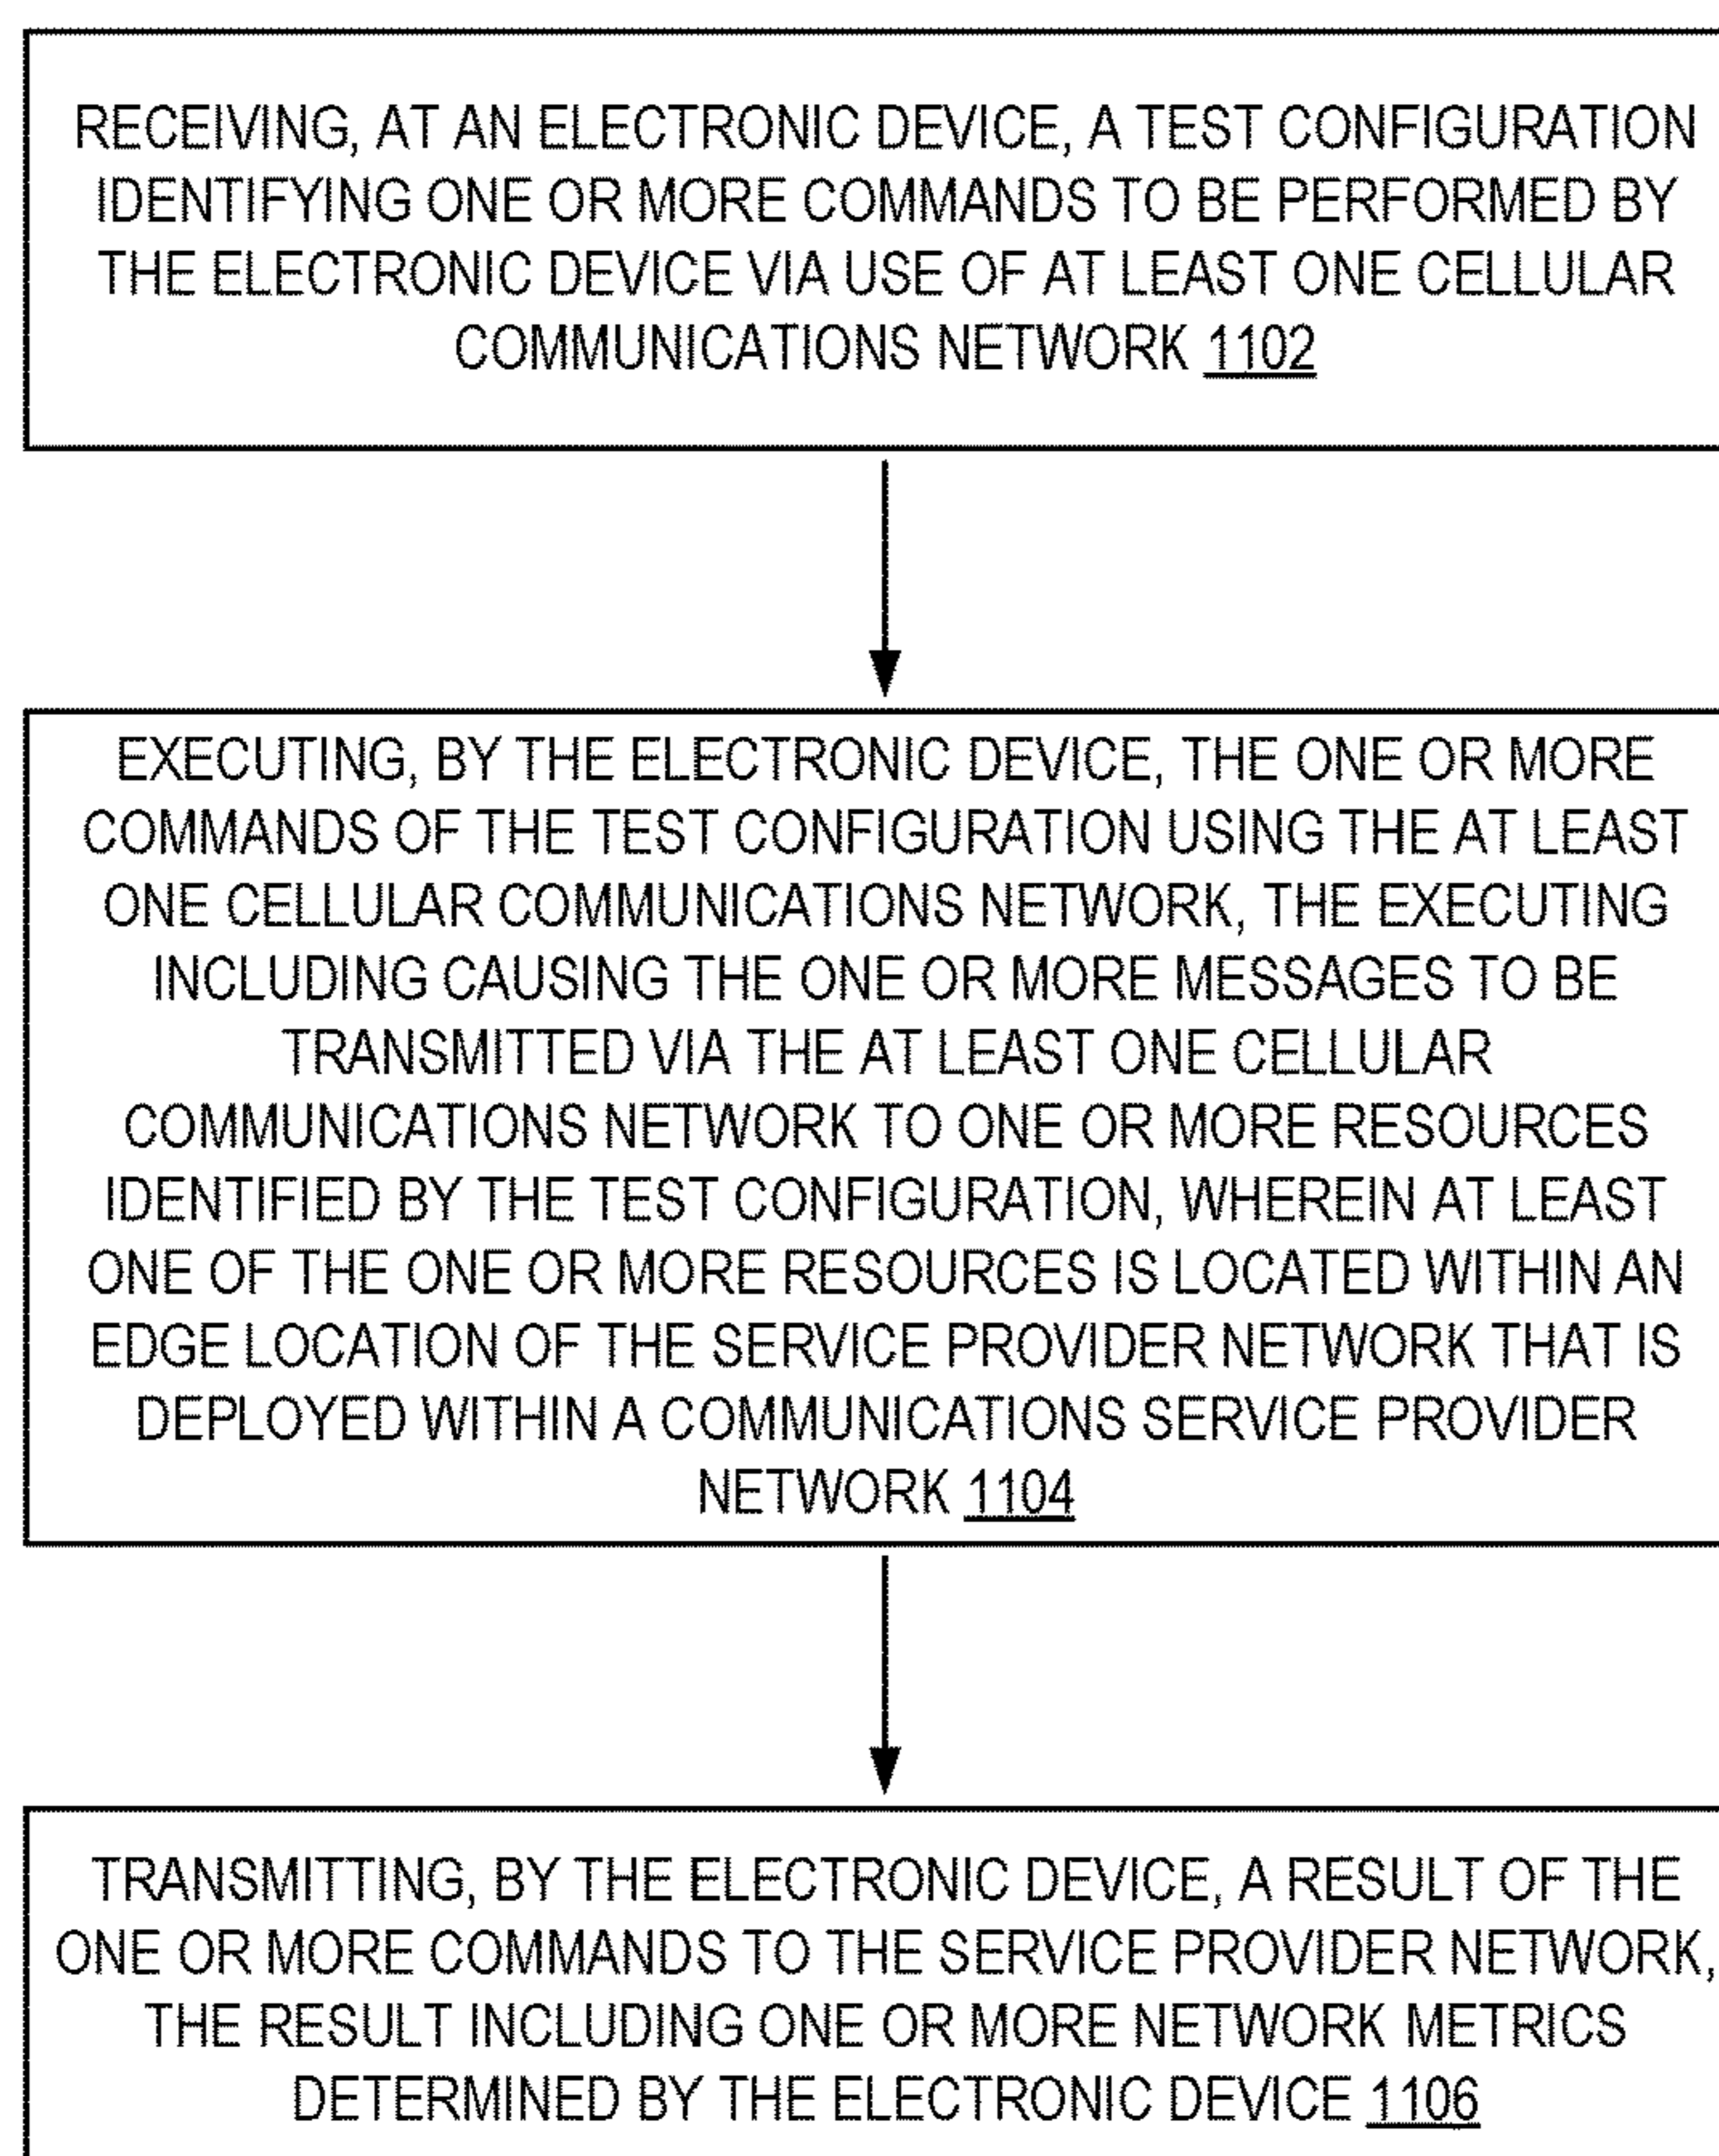 RECEIVING, AT AN ELECTRONIC DEVICE, A TEST CONFIGURATION
IDENTIFYING ONE OR MORE COMMANDS TO BE PERFORMED BY
THE ELECTRONIC DEVICE VIA USE OF AT LEAST ONE CELLULAR
COMMUNICATIONS NETWORK 1102
EXECUTING, BY THE ELECTRONIC DEVICE, THE ONE OR MORE
COMMANDS OF THE TEST CONFIGURATION USING THE AT LEAST
ONE CELLULAR COMMUNICATIONS NETWORK, THE EXECUTING
INCLUDING CAUSING THE ONE OR MORE MESSAGES TO BE
TRANSMITTED VIA THE AT LEAST ONE CELLULAR
COMMUNICATIONS NETWORK TO ONE OR MORE RESOURCES
IDENTIFIED BY THE TEST CONFIGURATION, WHEREIN AT LEAST
ONE OF THE ONE OR MORE RESOURCES IS LOCATED WITHIN AN
EDGE LOCATION OF THE SERVICE PROVIDER NETWORK THAT IS
DEPLOYED WITHIN A COMMUNICATIONS SERVICE PROVIDER
NETWORK 1104
TRANSMITTING, BY THE ELECTRONIC DEVICE, A RESULT OF THE
ONE OR MORE COMMANDS TO THE SERVICE PROVIDER NETWORK,
THE RESULT INCLUDING ONE OR MORE NETWORK METRICS
DETERMINED BY THE ELECTRONIC DEVICE 1106